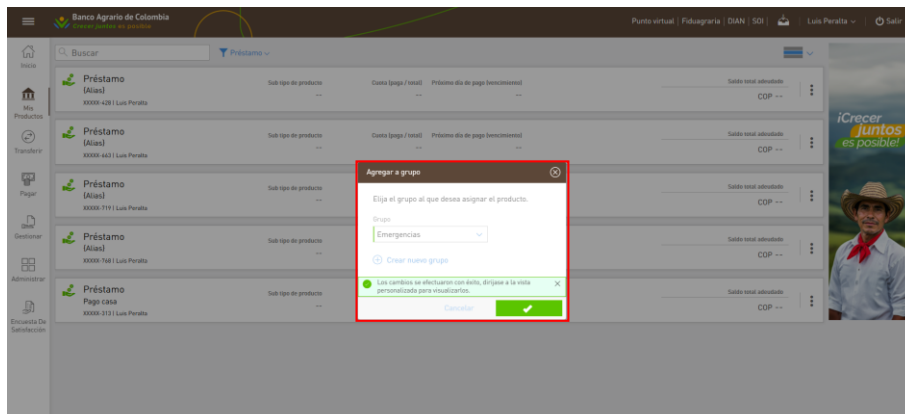 Banco Agrario de Colombia
Crecer juntos es posible
Punto virtual | Fiduagraria | DIAN | SOI |
Luis Peralta
Salir
Inicio
Mis
Productos
Transferir
Pagar
Gestionar
Administrar
Encuesta De
Satisfacción
Buscar
Préstamo
Préstamo
(Alias)
XXXXX-428 | Luis Peralta
Sub tipo de producto
--
Cuota (paga / total)
--
Próximo día de pago (vencimiento)
--
Saldo total adeudado
COP --
Préstamo
(Alias)
XXXXX-663 | Luis Peralta
Sub tipo de producto
--
Cuota (paga / total)
--
Próximo día de pago (vencimiento)
--
Saldo total adeudado
COP --
Préstamo
(Alias)
XXXXX-719 | Luis Peralta
Sub tipo de producto
--
Saldo total adeudado
COP --
Préstamo
(Alias)
XXXXX-768 | Luis Peralta
Sub tipo de producto
--
Saldo total adeudado
COP --
Préstamo
Pago casa
XXXXX-313 | Luis Peralta
Sub tipo de producto
--
Saldo total adeudado
COP --
Agregar a grupo
Elija el grupo al que desea asignar el producto.
Grupo
Emergencias
Crear nuevo grupo
Los cambios se efectuaron con éxito, diríjase a la vista
personalizada para visualizarlos.
Cancelar
¡Crecer
juntos
es posible!